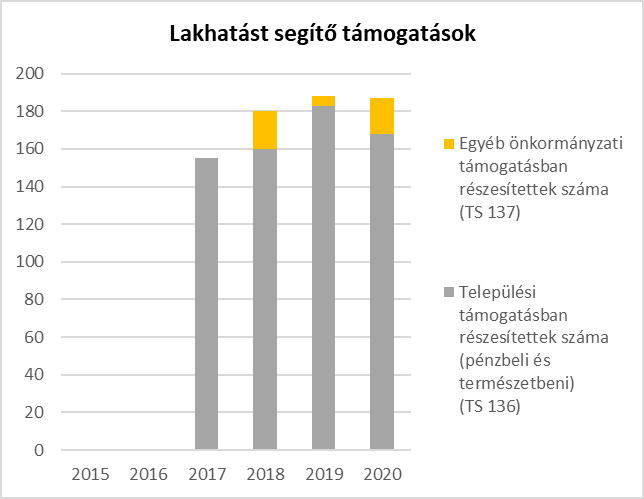 Lakhatást segítő támogatások
200
180
160
140
120
100
80
60
40
20
0
2015 2016 2017 2018 2019 2020
Egyéb önkormányzati
támogatásban
részesítettek száma
(TS 137)
Települési
támogatásban
részesítettek száma
(pénzbeli és
természetbeni)
(TS 136)